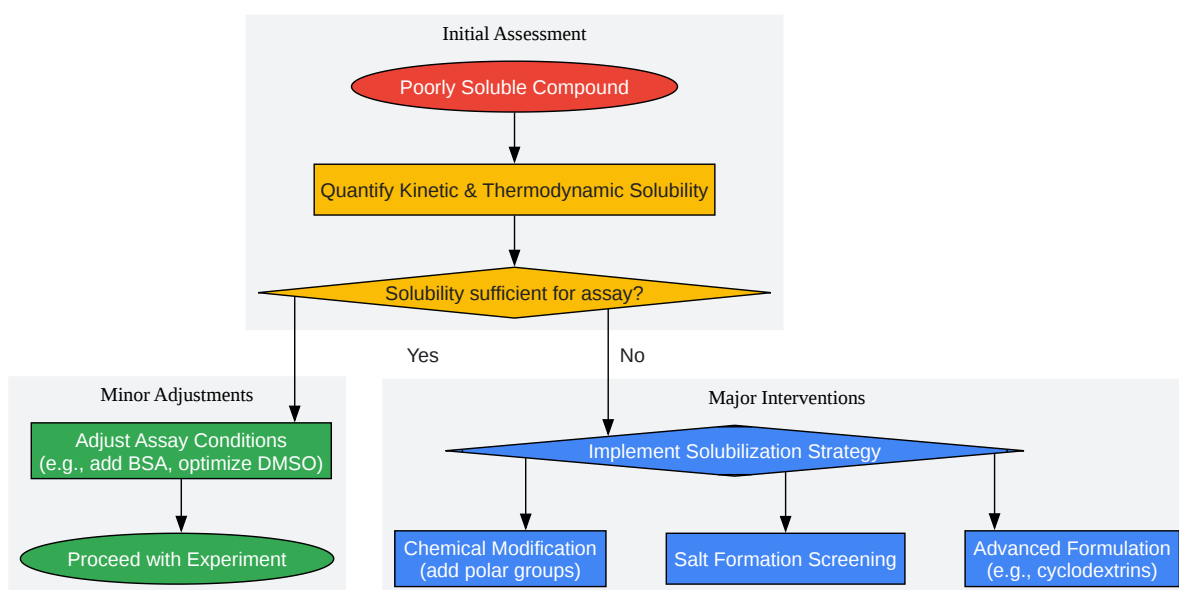 Initial Assessment
Poorly Soluble Compound
Quantify Kinetic & Thermodynamic Solubility
Solubility sufficient for assay?
Yes
No
Minor Adjustments
Adjust Assay Conditions
(e.g., add BSA, optimize DMSO)
Proceed with Experiment
Major Interventions
Implement Solubilization Strategy
Chemical Modification
(add polar groups)
Salt Formation Screening
Advanced Formulation
(e.g., cyclodextrins)